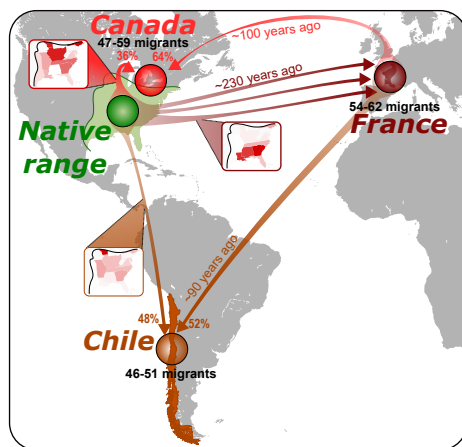 Canada
47-59 migrants
36%
64%
~100 years ago
~230 years ago
54-62 migrants
France
Native
range
~90 years ago
48%
52%
Chile
46-51 migrants